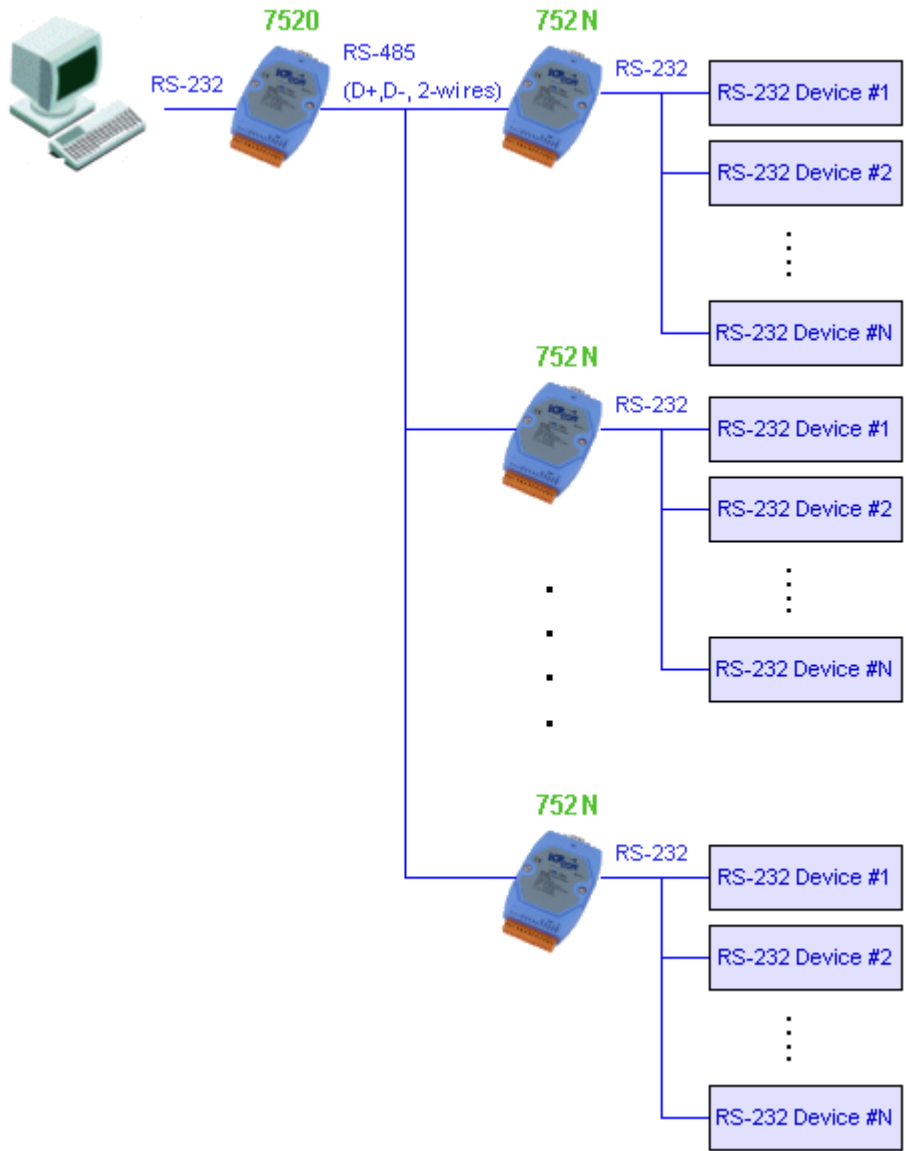 7520
752N
RS-232
RS-485
(D+,D-, 2-wires)
RS-232
RS-232 Device #1
RS-232 Device #2
RS-232 Device #N
752N
RS-232
RS-232 Device #1
RS-232 Device #2
RS-232 Device #N
752N
RS-232
RS-232 Device #1
RS-232 Device #2
RS-232 Device #N